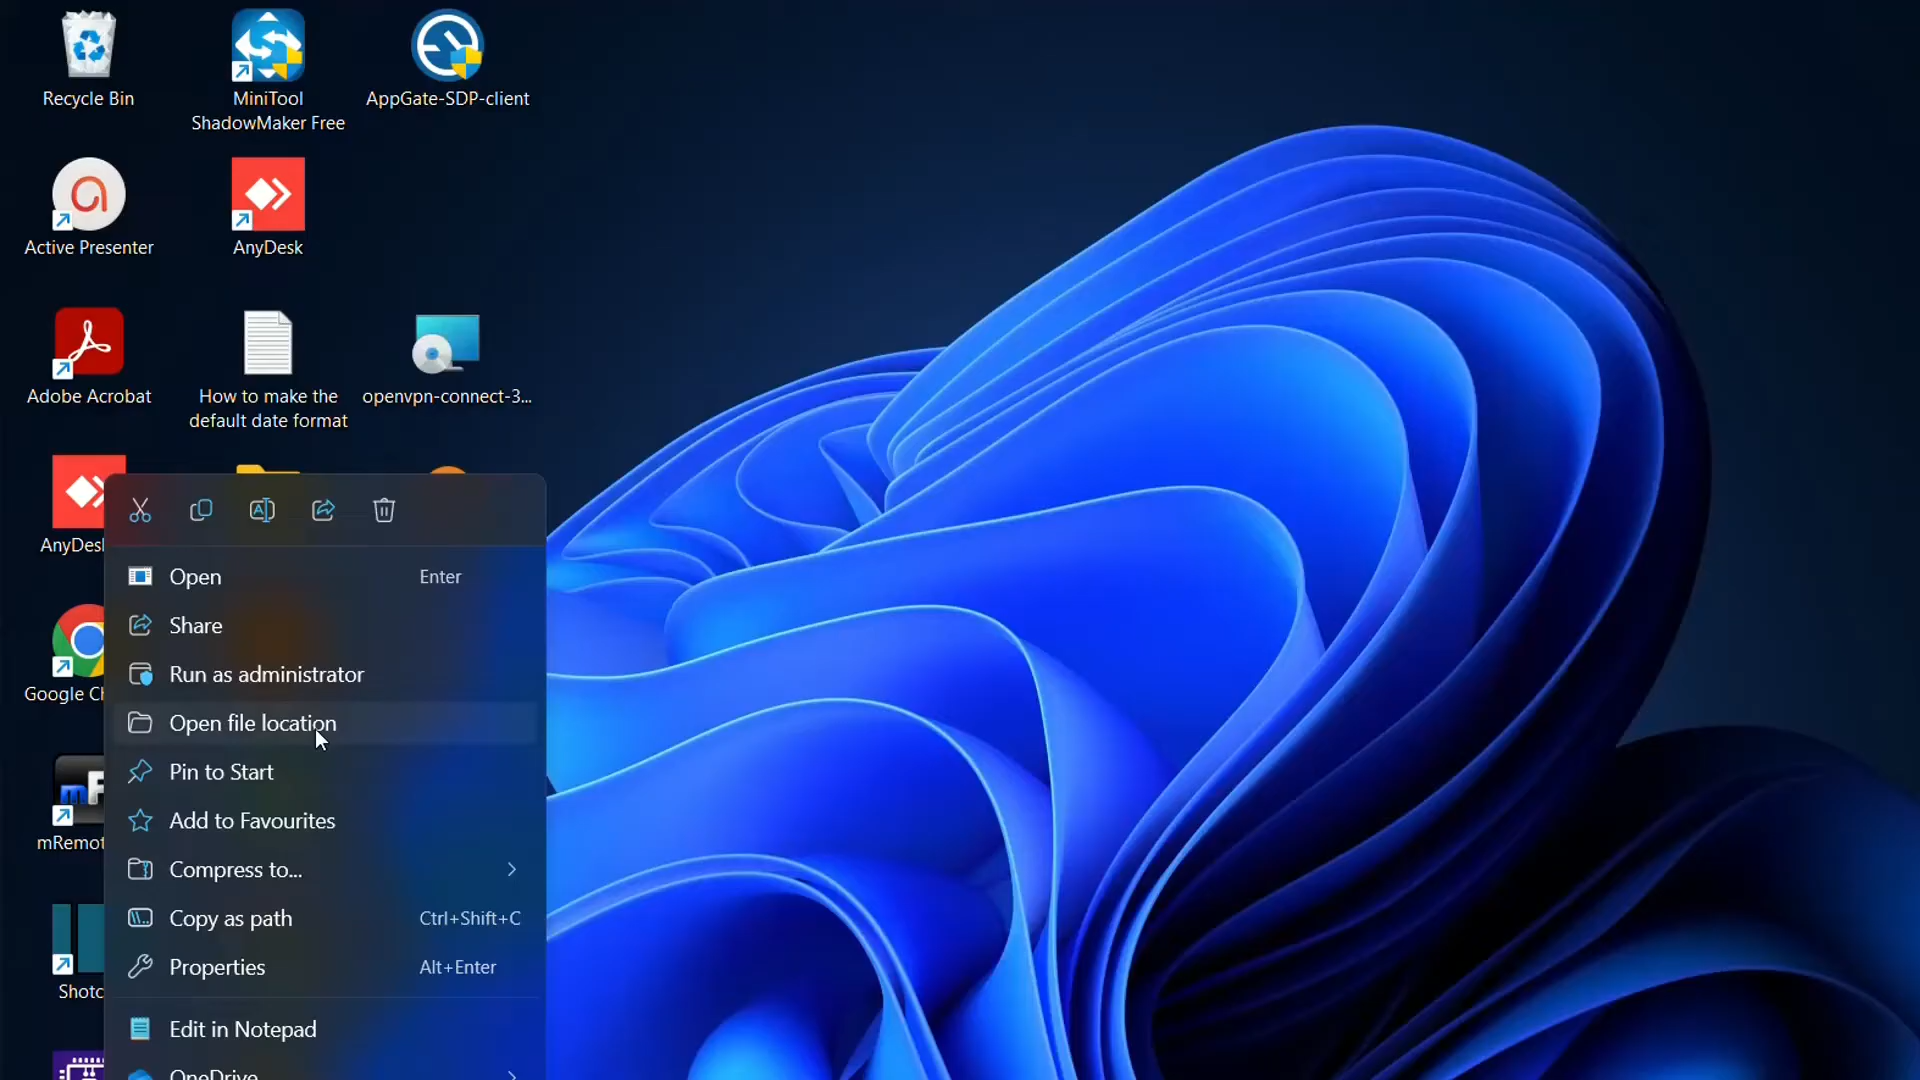 Recycle Bin
MiniTool
ShadowMaker Free
AppGate-SDP-client
Active Presenter
AnyDesk
Adobe Acrobat
How to make the
default date format
openvpn-connect-3...
AnyDesk
Google Ch
mRemot
Shotc
Open Enter
Share
Run as administrator
Open file location
Pin to Start
Add to Favourites
Compress to...
Copy as path Ctrl+Shift+C
Properties Alt+Enter
Edit in Notepad
OneDrive